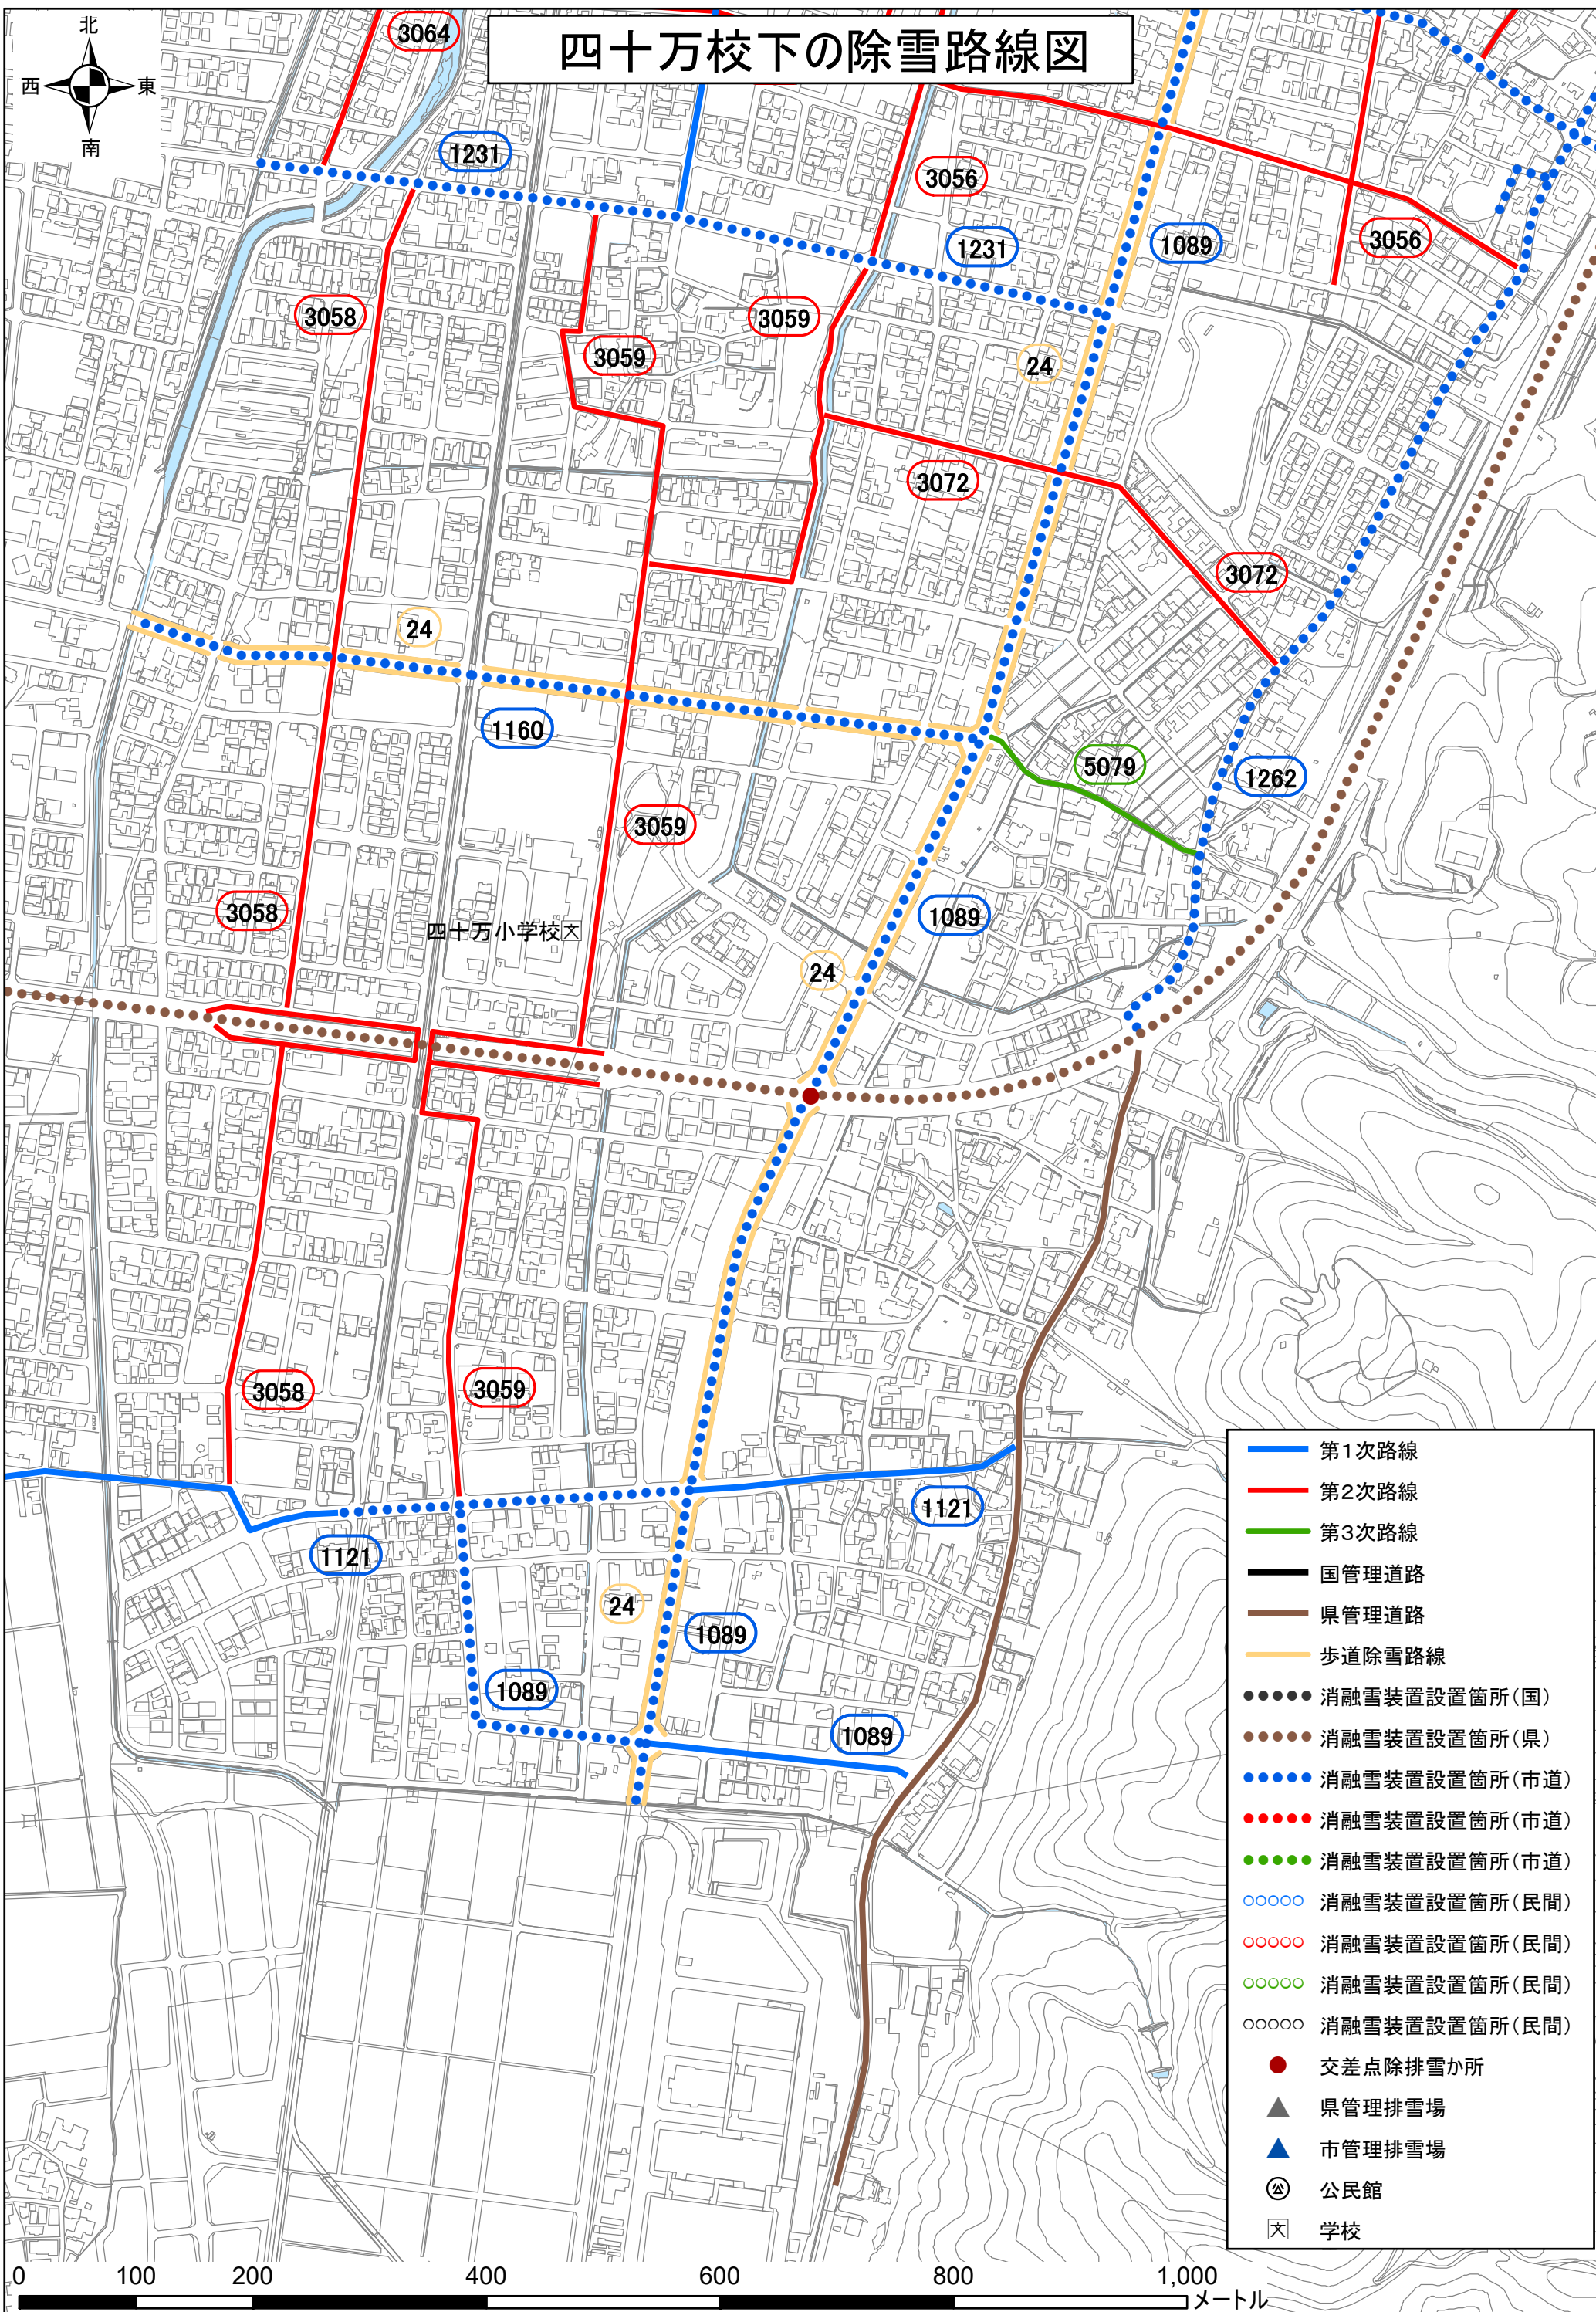 四十万校下の除雪路線図
北
西 東
南
3064
1231
3056
1231
1089
3056
3058
3059
3059
24
3072
3072
24
1160
5079
1262
3059
3058
1089
四十万小学校 文
24
3058
3059
1121
1121
24
1089
1089
1089
第1次路線
第2次路線
第3次路線
国管理道路
県管理道路
歩道除雪路線
消融雪装置設置箇所(国)
消融雪装置設置箇所(県)
消融雪装置設置箇所(市道)
消融雪装置設置箇所(市道)
消融雪装置設置箇所(市道)
消融雪装置設置箇所(民間)
消融雪装置設置箇所(民間)
消融雪装置設置箇所(民間)
消融雪装置設置箇所(民間)
交差点除排雪か所
県管理排雪場
市管理排雪場
公民館
文 学校
0 100 200 400 600 800 1,000
メートル